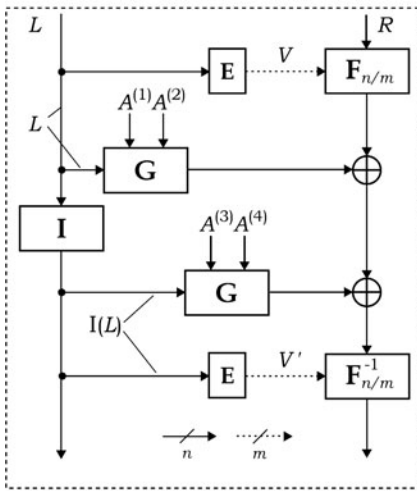 L R
E V F_{n/m}
A^{(1)} A^{(2)}
L
G
I
A^{(3)} A^{(4)}
G
I(L)
E V' F^{-1}_{n/m}
n m